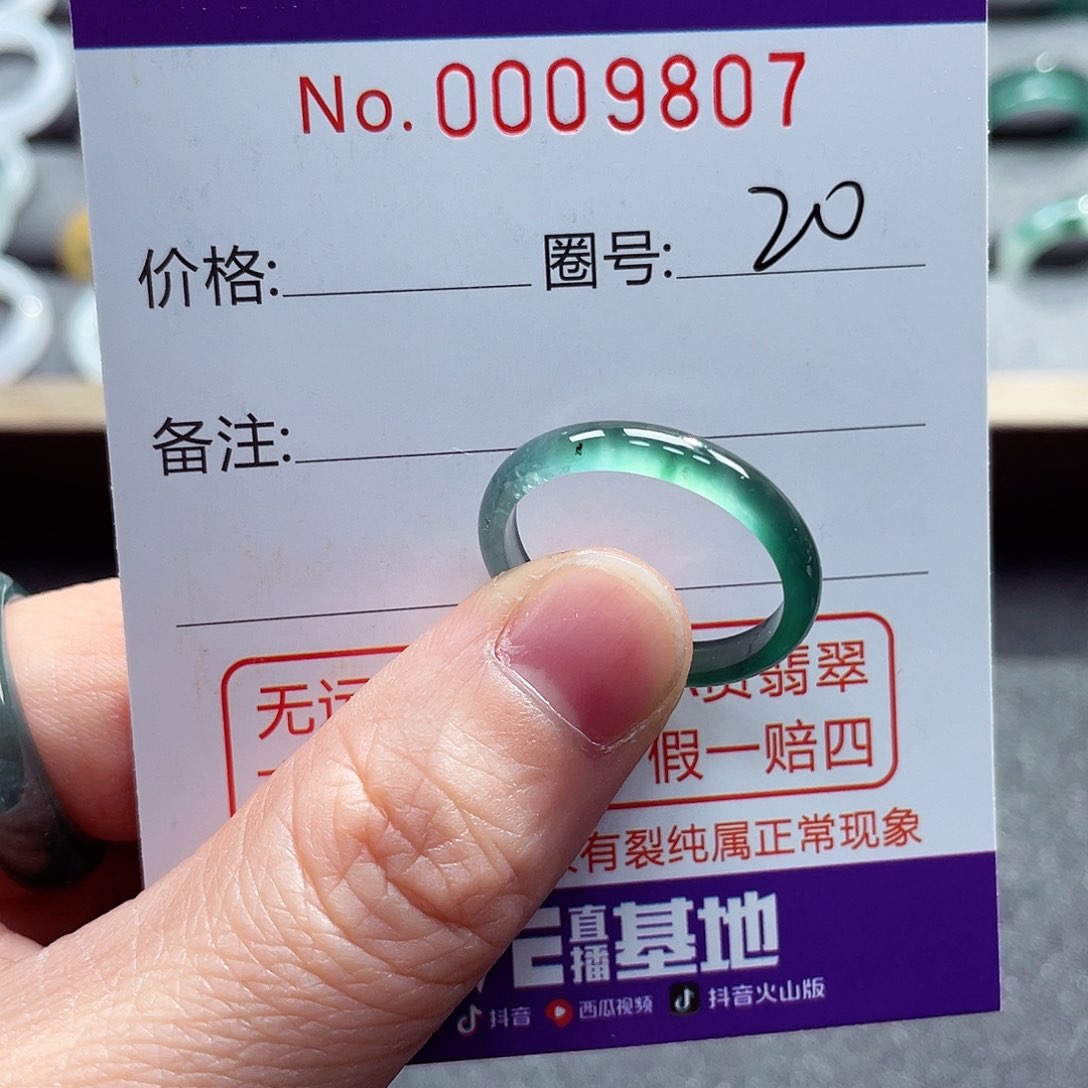 No.0009807
价格: 圈号: 20
备注:
无 翡翠
假一赔四
有裂纯属正常现象
直播基地
抖音 西瓜视频 抖音火山版